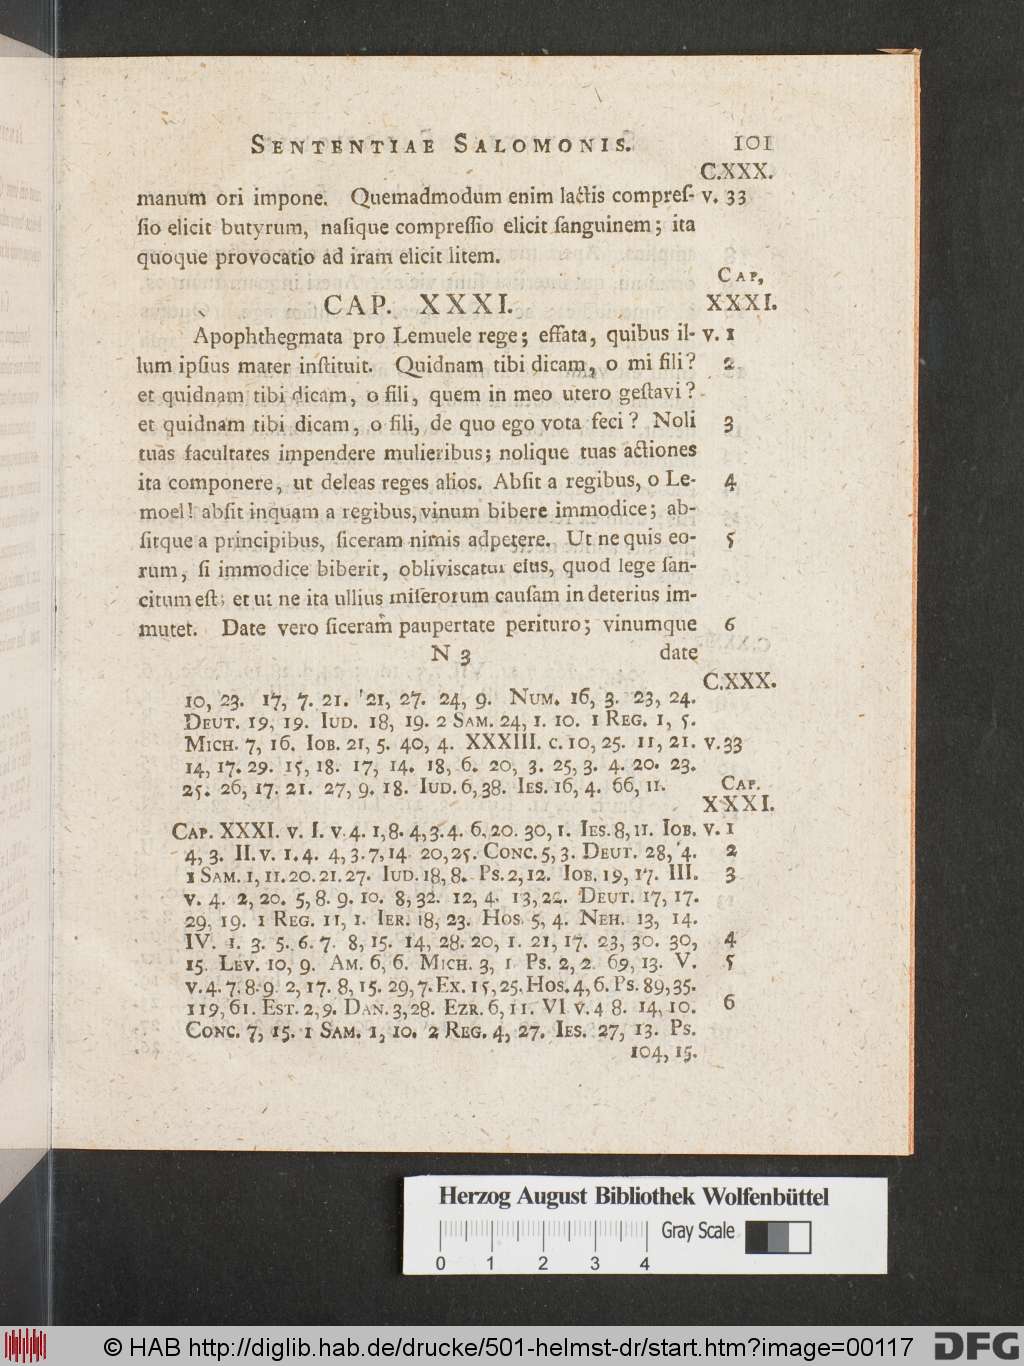 SENTENTIAE SALOMONIS. 101
C.XXX.
manum ori impone. Quemadmodum enim lactis compreſ- v. 33
ſio elicit butyrum, naſique compreſſio elicit ſanguinem; ita
quoque provocatio ad iram elicit litem.
CAP,
CAP. XXXI. XXXI.
Apophthegmata pro Lemuele rege; effata, quibus il- v. 1
lum ipſius mater inſtituit. Quidnam tibi dicam, o mi fili? 2
et quidnam tibi dicam, o fili, quem in meo utero geſtavi?
et quidnam tibi dicam, o fili, de quo ego vota feci? Noli 3
tuas facultates impendere mulieribus; nolique tuas actiones
ita componere, ut deleas reges alios. Abſit a regibus, o Le- 4
moel! abſit inquam a regibus, vinum bibere immodice; ab-
ſitque a principibus, ſiceram nimis adpetere. Ut ne quis eo- 5
rum, ſi immodice biberit, obliviscatur eius, quod lege ſan-
citum eſt; et ut ne ita ullius miſerorum cauſam in deterius im-
mutet. Date vero ſiceram paupertate perituro; vinumque 6
N 3 date
C.XXX.
10, 23. 17, 7. 21. 21, 27. 24, 9. NUM. 16, 3. 23, 24.
DEUT. 19, 19. IUD. 18, 19. 2 SAM. 24, 1. 10. 1 REG. 1, 5.
MICH. 7, 16. IOB. 21, 5. 40, 4. XXXIII. c. 10, 25. 11, 21. v. 33
14, 17. 29. 15, 18. 17, 14. 18, 6. 20, 3. 25, 3. 4. 20. 23.
25. 26, 17. 21. 27, 9. 18. IUD. 6, 38. IES. 16, 4. 66, 11.
CAP.
XXXI.
CAP. XXXI. v. I. v. 4. 1, 8. 4, 3. 4. 6, 20. 30, 1. IES. 8, 11. IOB. v. 1
4, 3. II. v. 1. 4. 4, 3. 7, 14. 20, 25. CONC. 5, 3. DEUT. 28, 4. 2
1 SAM. 1, 11. 20. 21. 27. IUD. 18, 8. PS. 2, 12. IOB. 19, 17. III. 3
v. 4. 2, 20. 5, 8. 9. 10. 8, 32. 12, 4. 13, 22. DEUT. 17, 17.
29, 19. 1 REG. 11, 1. IER. 18, 23. HOS. 5, 4. NEH. 13, 14.
IV. 1. 3. 5. 6. 7. 8, 15. 14, 28. 20, 1. 21, 17. 23, 30. 30, 4
15. LEV. 10, 9. AM. 6, 6. MICH. 3, 1 PS. 2, 2. 69, 13. V. 5
v. 4. 7. 8. 9. 2, 17. 8, 15. 29, 7. EX. 15, 25. HOS. 4, 6. PS. 89, 35.
119, 61. EST. 2, 9. DAN. 3, 28. EZR. 6, 11. VI v. 4 8. 14, 10. 6
CONC. 7, 15. 1 SAM. 1, 10. 2 REG. 4, 27. IES. 27, 13. PS.
104, 15.
Herzog August Bibliothek Wolfenbüttel
Gray Scale
0 1 2 3 4
© HAB http://diglib.hab.de/drucke/501-helmst-dr/start.htm?image=00117 DFG